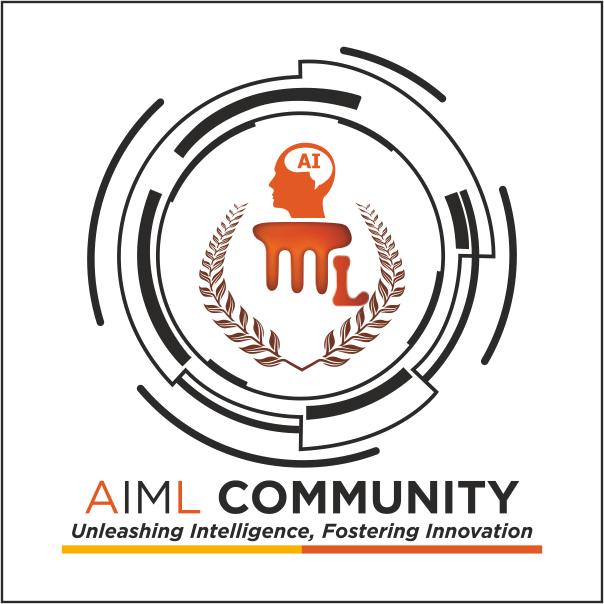 AI
mL
AIML COMMUNITY
Unleashing Intelligence, Fostering Innovation